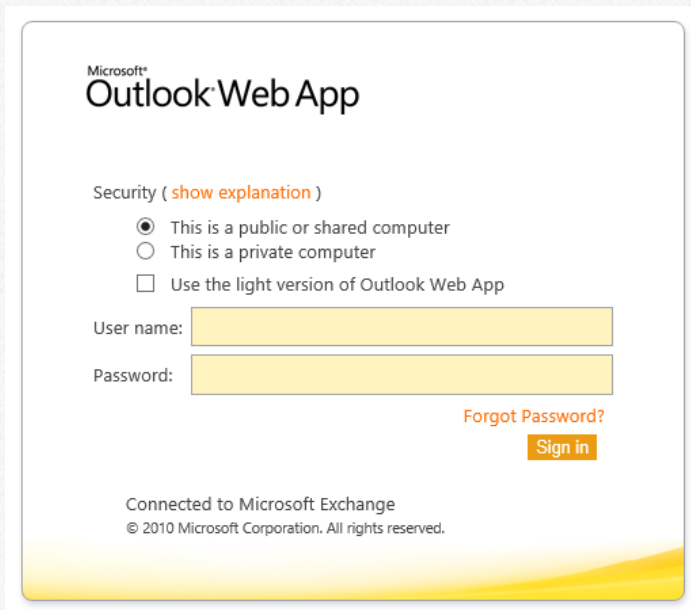 Microsoft®
Outlook® Web App
Security ( show explanation )
This is a public or shared computer
This is a private computer
Use the light version of Outlook Web App
User name:
Password:
Forgot Password?
Sign in
Connected to Microsoft Exchange
© 2010 Microsoft Corporation. All rights reserved.